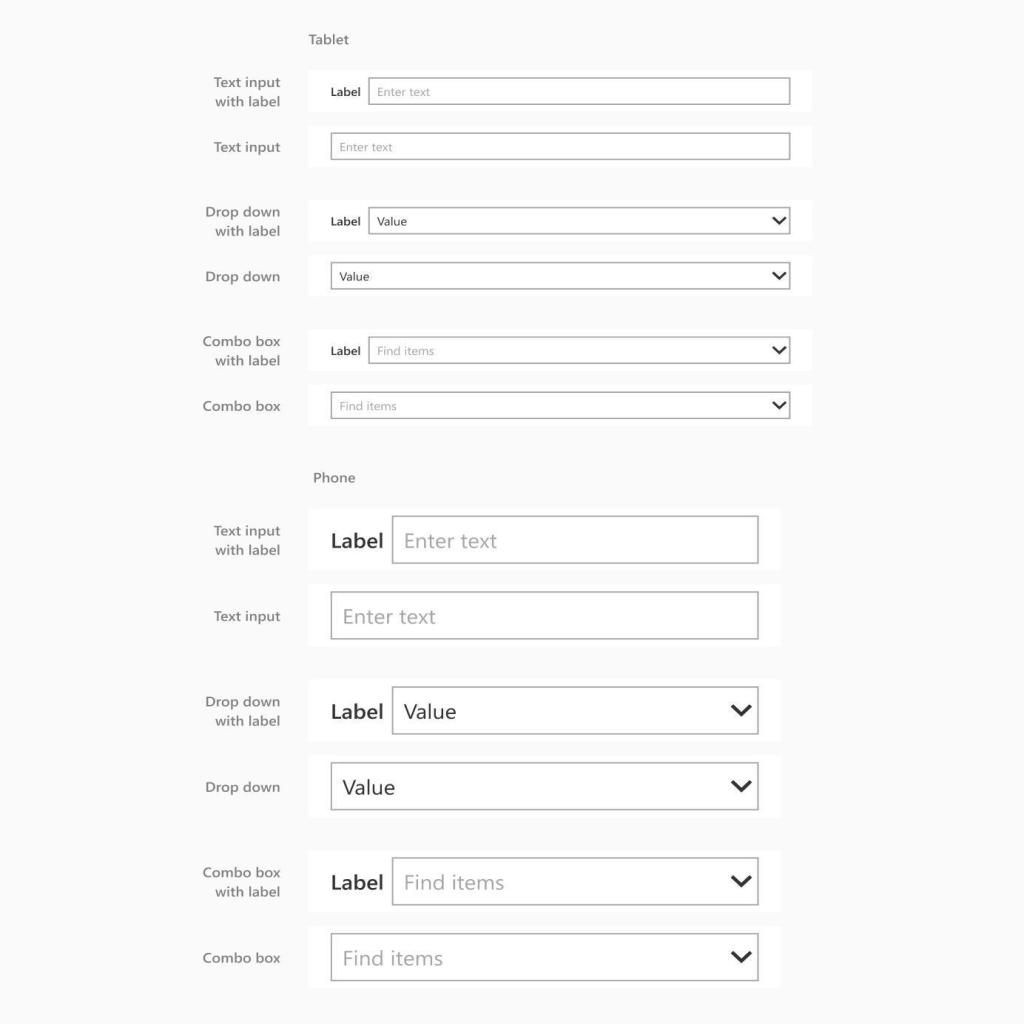 Tablet
Text input
with label
Label
Enter text
Text input
Enter text
Drop down
with label
Label
Value
Drop down
Value
Combo box
with label
Label
Find items
Combo box
Find items
Phone
Text input
with label
Label
Enter text
Text input
Enter text
Drop down
with label
Label
Value
Drop down
Value
Combo box
with label
Label
Find items
Combo box
Find items